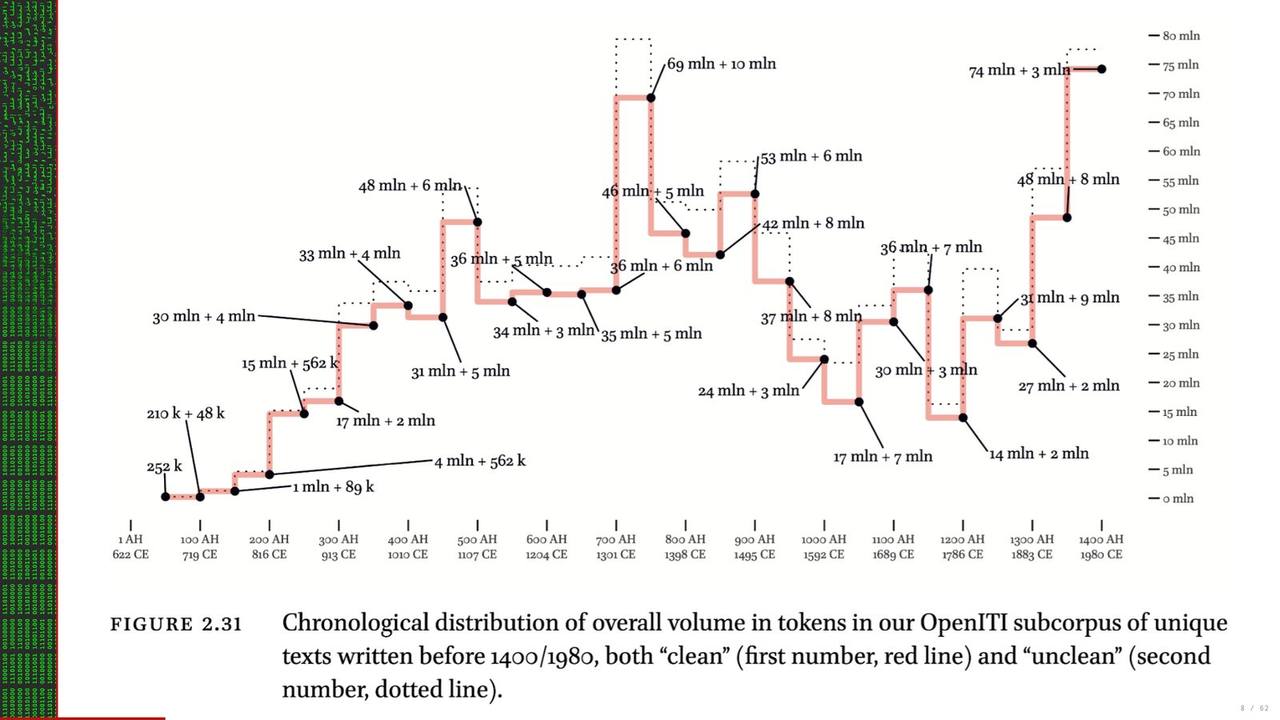 80 mln
69 mln + 10 mln
74 mln + 3 mln
75 mln
70 mln
65 mln
60 mln
53 mln + 6 mln
48 mln + 6 mln
46 mln + 5 mln
48 mln + 8 mln
55 mln
50 mln
42 mln + 8 mln
45 mln
33 mln + 4 mln
36 mln + 5 mln
36 mln + 6 mln
36 mln + 7 mln
40 mln
30 mln + 4 mln
34 mln + 3 mln
35 mln + 5 mln
37 mln + 8 mln
31 mln + 9 mln
35 mln
30 mln
15 mln + 562 k
31 mln + 5 mln
24 mln + 3 mln
30 mln + 3 mln
27 mln + 2 mln
25 mln
20 mln
210 k + 48 k
17 mln + 2 mln
15 mln
252 k
4 mln + 562 k
17 mln + 7 mln
14 mln + 2 mln
10 mln
1 mln + 89 k
5 mln
0 mln
1 AH 100 AH 200 AH 300 AH 400 AH 500 AH 600 AH 700 AH 800 AH 900 AH 1000 AH 1100 AH 1200 AH 1300 AH 1400 AH
622 CE 719 CE 816 CE 913 CE 1010 CE 1107 CE 1204 CE 1301 CE 1398 CE 1495 CE 1592 CE 1689 CE 1786 CE 1883 CE 1980 CE
FIGURE 2.31 Chronological distribution of overall volume in tokens in our OpenITI subcorpus of unique
texts written before 1400/1980, both “clean” (first number, red line) and “unclean” (second
number, dotted line).
8 / 62